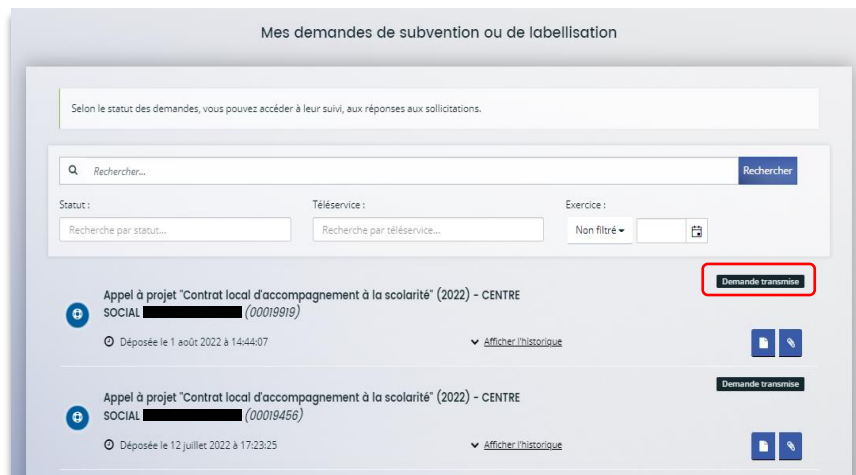 Mes demandes de subvention ou de labellisation
Selon le statut des demandes, vous pouvez accéder à leur suivi, aux réponses aux sollicitations.
Rechercher...
Rechercher
Statut :
Téléservice :
Exercice :
Recherche par statut...
Recherche par téléservice...
Non filtré
Demande transmise
Appel à projet "Contrat local d'accompagnement à la scolarité" (2022) - CENTRE
SOCIAL (00019919)
Déposée le 1 août 2022 à 14:44:07
Afficher l'historique
Demande transmise
Appel à projet "Contrat local d'accompagnement à la scolarité" (2022) - CENTRE
SOCIAL (00019456)
Déposée le 12 juillet 2022 à 17:23:25
Afficher l'historique